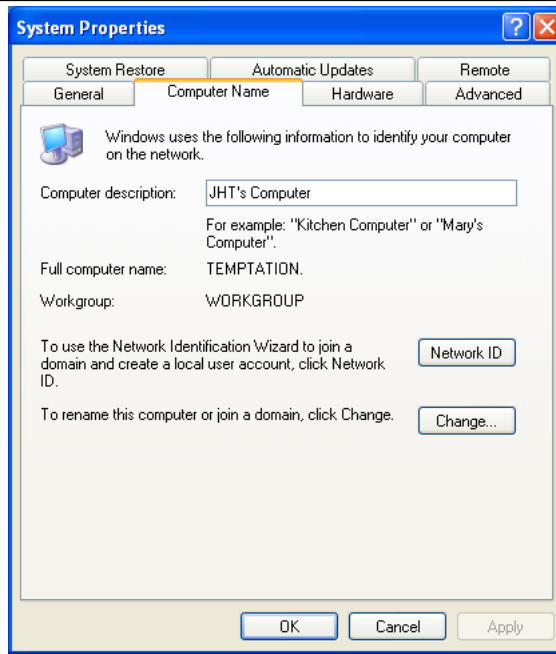 System Properties
System Restore Automatic Updates Remote
General Computer Name Hardware Advanced
Windows uses the following information to identify your computer
on the network.
Computer description: JHT's Computer
For example: "Kitchen Computer" or "Mary's
Computer".
Full computer name: TEMPTATION.
Workgroup: WORKGROUP
To use the Network Identification Wizard to join a
domain and create a local user account, click Network
ID.
Network ID
To rename this computer or join a domain, click Change.
Change...
OK Cancel Apply